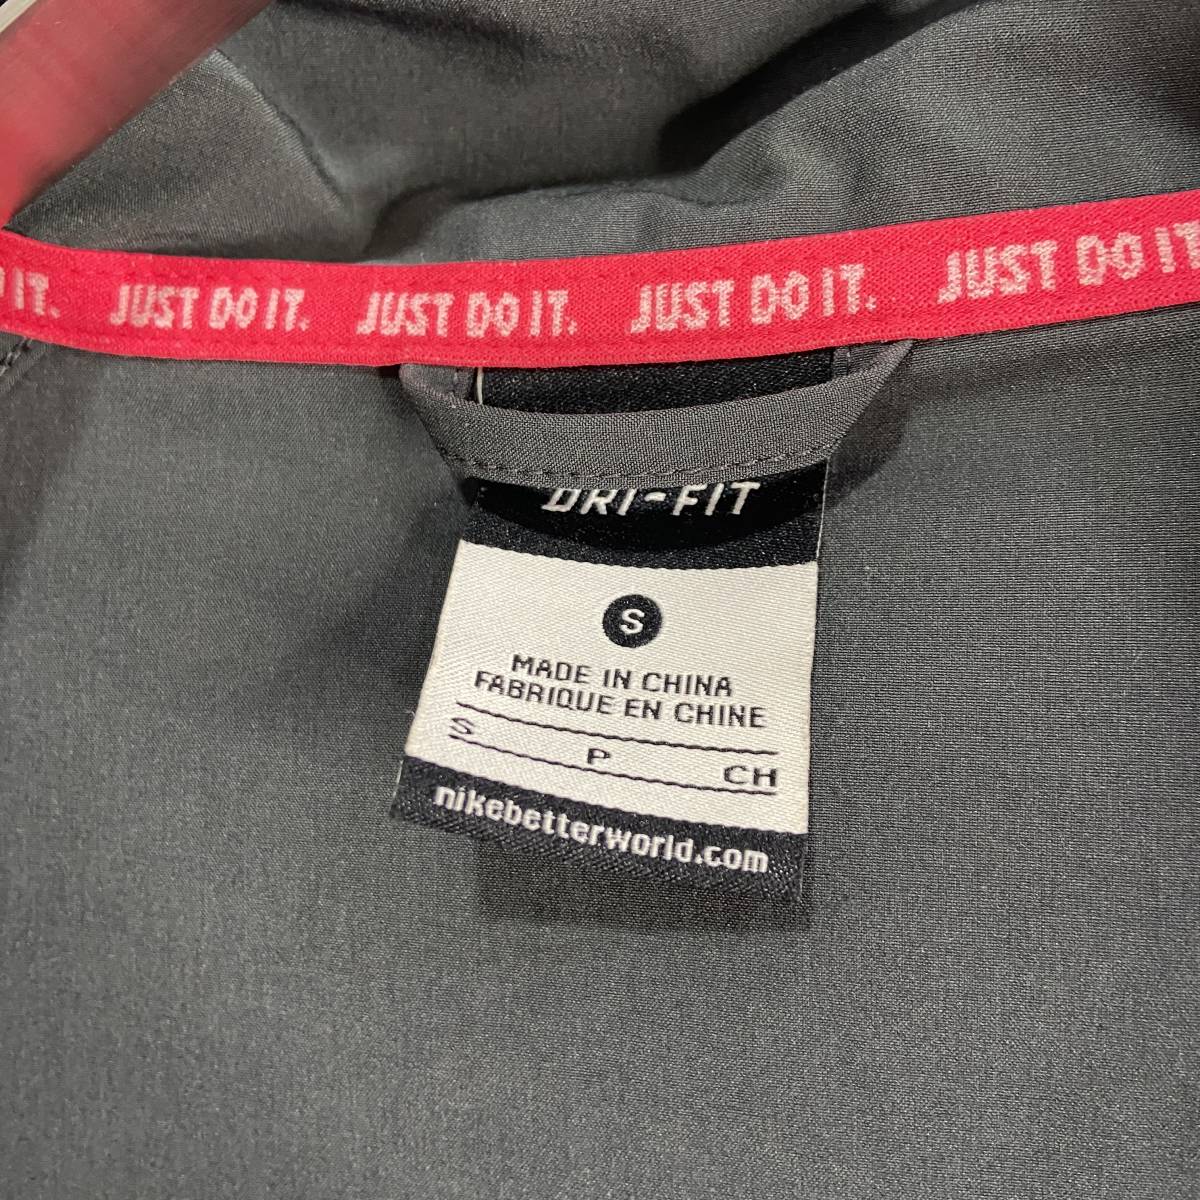 IT. JUST DO IT. JUST DO IT. JUST DO IT. JUST DO IT
DRI-FIT
S
MADE IN CHINA
FABRIQUE EN CHINE
S P CH
nikebetterworld.com